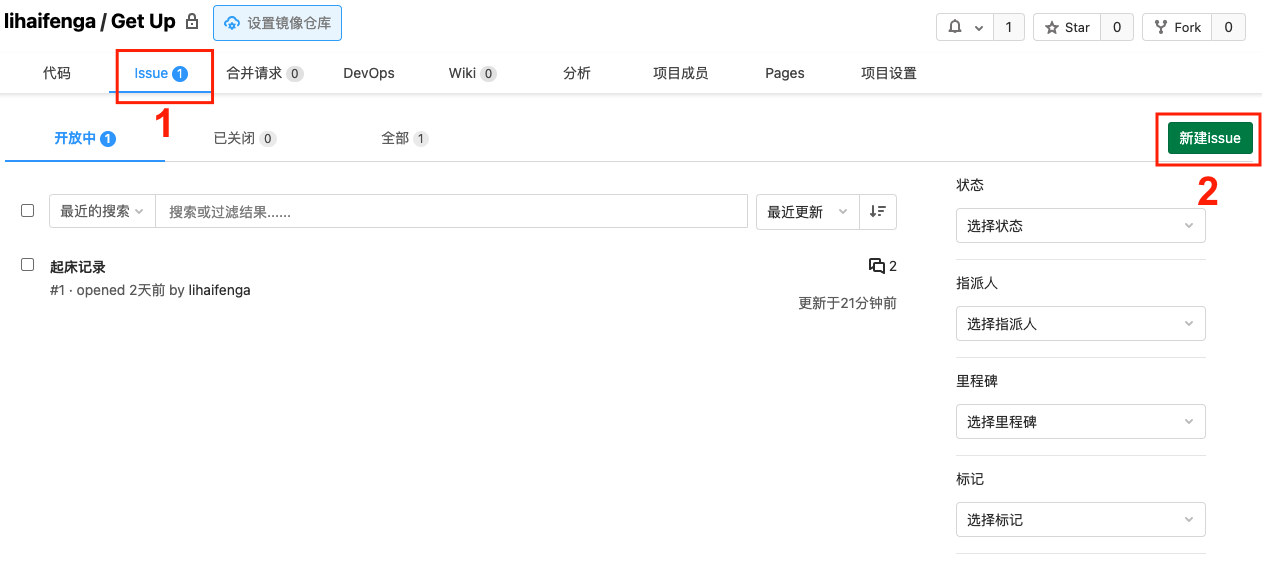 lihaifenga / Get Up 设置镜像仓库 1 Star 0 Fork 0
代码 Issue 1 合并请求 0 DevOps Wiki 0 分析 项目成员 Pages 项目设置
1
开放中 1 已关闭 0 全部 1 新建issue
2
最近的搜索 搜索或过滤结果...... 最近更新
起床记录 2
#1 · opened 2天前 by lihaifenga
更新于21分钟前
状态
选择状态
指派人
选择指派人
里程碑
选择里程碑
标记
选择标记